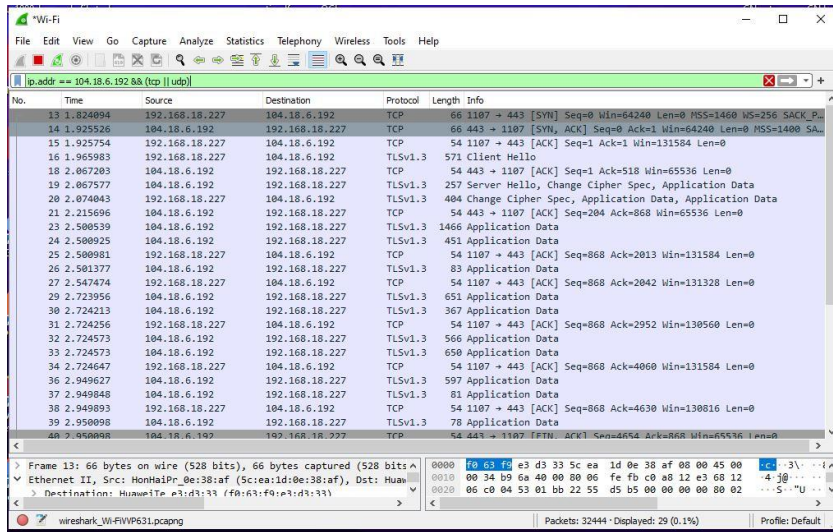 *Wi-Fi
File Edit View Go Capture Analyze Statistics Telephony Wireless Tools Help
ip.addr == 104.18.6.192 && (tcp || udp)
No. Time Source Destination Protocol Length Info
13 1.824094 192.168.18.227 104.18.6.192 TCP 66 1107 → 443 [SYN] Seq=0 Win=64240 Len=0 MSS=1460 WS=256 SACK_P…
14 1.925526 104.18.6.192 192.168.18.227 TCP 66 443 → 1107 [SYN, ACK] Seq=0 Ack=1 Win=64240 Len=0 MSS=1400 SA…
15 1.925754 192.168.18.227 104.18.6.192 TCP 54 1107 → 443 [ACK] Seq=1 Ack=1 Win=131584 Len=0
16 1.965983 192.168.18.227 104.18.6.192 TLSv1.3 571 Client Hello
18 2.067203 104.18.6.192 192.168.18.227 TCP 54 443 → 1107 [ACK] Seq=1 Ack=518 Win=65536 Len=0
19 2.067577 104.18.6.192 192.168.18.227 TLSv1.3 257 Server Hello, Change Cipher Spec, Application Data
20 2.074043 192.168.18.227 104.18.6.192 TLSv1.3 404 Change Cipher Spec, Application Data, Application Data
21 2.215696 104.18.6.192 192.168.18.227 TCP 54 443 → 1107 [ACK] Seq=204 Ack=868 Win=65536 Len=0
23 2.500539 104.18.6.192 192.168.18.227 TLSv1.3 1466 Application Data
24 2.500925 104.18.6.192 192.168.18.227 TLSv1.3 451 Application Data
25 2.500981 192.168.18.227 104.18.6.192 TCP 54 1107 → 443 [ACK] Seq=868 Ack=2013 Win=131584 Len=0
26 2.501377 104.18.6.192 192.168.18.227 TLSv1.3 83 Application Data
27 2.547474 192.168.18.227 104.18.6.192 TCP 54 1107 → 443 [ACK] Seq=868 Ack=2042 Win=131328 Len=0
29 2.723956 104.18.6.192 192.168.18.227 TLSv1.3 651 Application Data
30 2.724213 104.18.6.192 192.168.18.227 TLSv1.3 367 Application Data
31 2.724256 192.168.18.227 104.18.6.192 TCP 54 1107 → 443 [ACK] Seq=868 Ack=2952 Win=130560 Len=0
32 2.724573 104.18.6.192 192.168.18.227 TLSv1.3 566 Application Data
33 2.724573 104.18.6.192 192.168.18.227 TLSv1.3 650 Application Data
34 2.724647 192.168.18.227 104.18.6.192 TCP 54 1107 → 443 [ACK] Seq=868 Ack=4060 Win=131584 Len=0
36 2.949627 104.18.6.192 192.168.18.227 TLSv1.3 597 Application Data
37 2.949848 104.18.6.192 192.168.18.227 TLSv1.3 81 Application Data
38 2.949893 192.168.18.227 104.18.6.192 TCP 54 1107 → 443 [ACK] Seq=868 Ack=4630 Win=130816 Len=0
39 2.950098 104.18.6.192 192.168.18.227 TLSv1.3 78 Application Data
40 2.950098 104.18.6.192 192.168.18.227 TCP 54 443 → 1107 [FIN, ACK] Seq=4654 Ack=868 Win=65536 Len=0
Frame 13: 66 bytes on wire (528 bits), 66 bytes captured (528 bits
Ethernet II, Src: HonHaiPr_0e:38:af (5c:ea:1d:0e:38:af), Dst: Huaw
Destination: HuaweiTe_e3:d3:33 (f0:63:f9:e3:d3:33)
0000 f0 63 f9 e3 d3 33 5c ea 1d 0e 38 af 08 00 45 00 ·c···3\· ··8
0010 00 34 b9 6a 40 00 80 06 fe fb c0 a8 12 e3 68 12 ·4·j@···
0020 06 c0 04 53 01 bb 22 55 d5 b5 00 00 00 00 80 02 ···S··"U
wireshark_Wi-FiVVP631.pcapng
Packets: 32444 · Displayed: 29 (0.1%)
Profile: Default